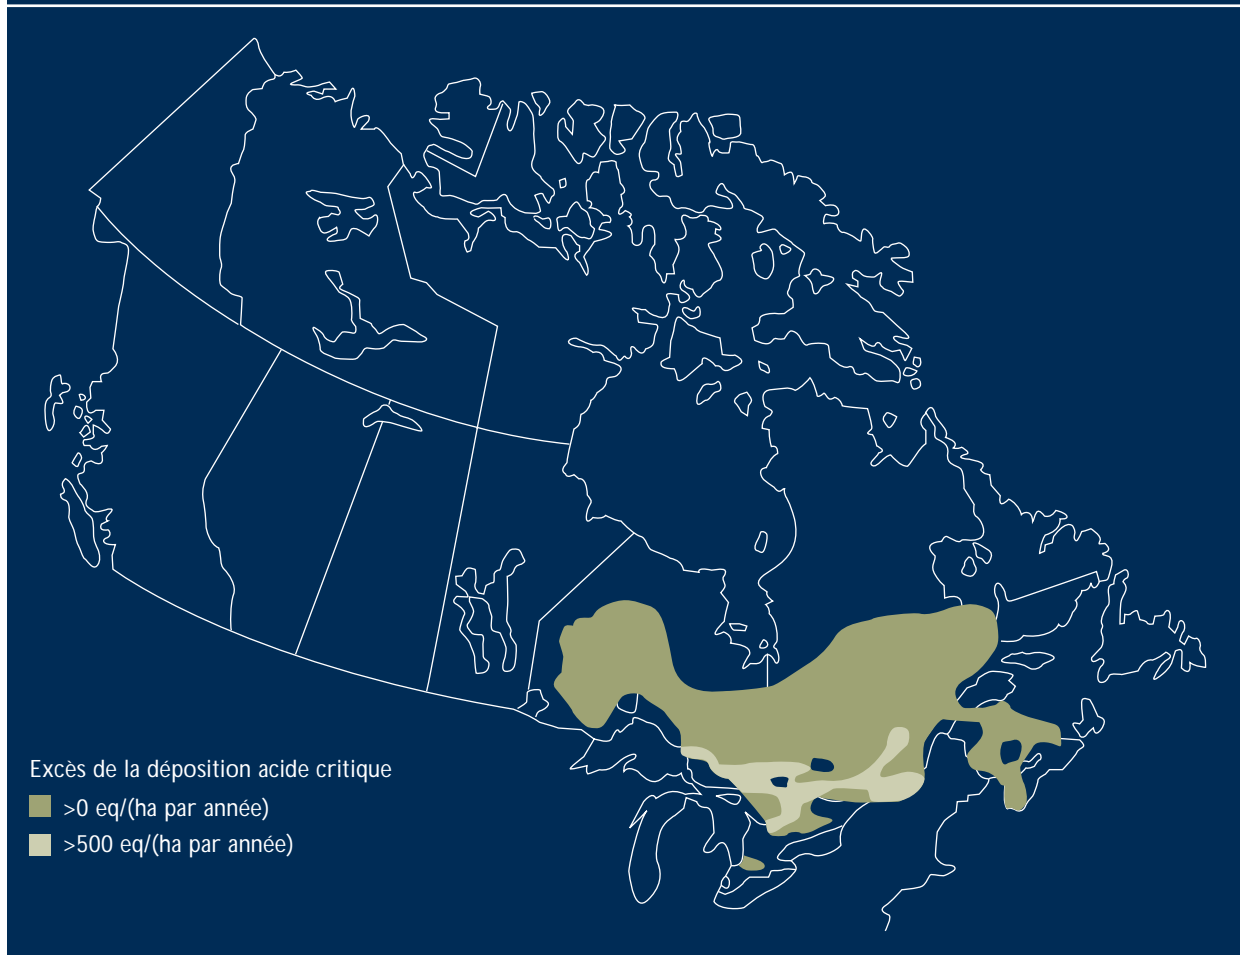 Excès de la déposition acide critique
>0 eq/(ha par année)
>500 eq/(ha par année)